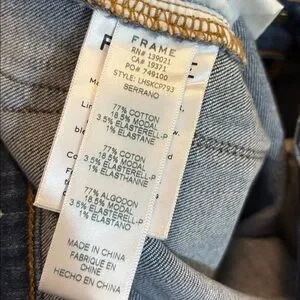 FRAME
RN# 139021
CA# 19371
PO# 749100
STYLE: LHSKCP793
SERRANO
77% COTTON
18.5% MODAL
3.5% ELASTERELL-P
1% ELASTANE
77% COTON
18.5% MODAL
3.5% ELASTERELL-P
1% ELASTHANNE
77% ALGODON
18.5% MODAL
3.5% ELASTERELL-P
1% ELASTANO
MADE IN CHINA
FABRIQUE EN
CHINE
HECHO EN CHINA